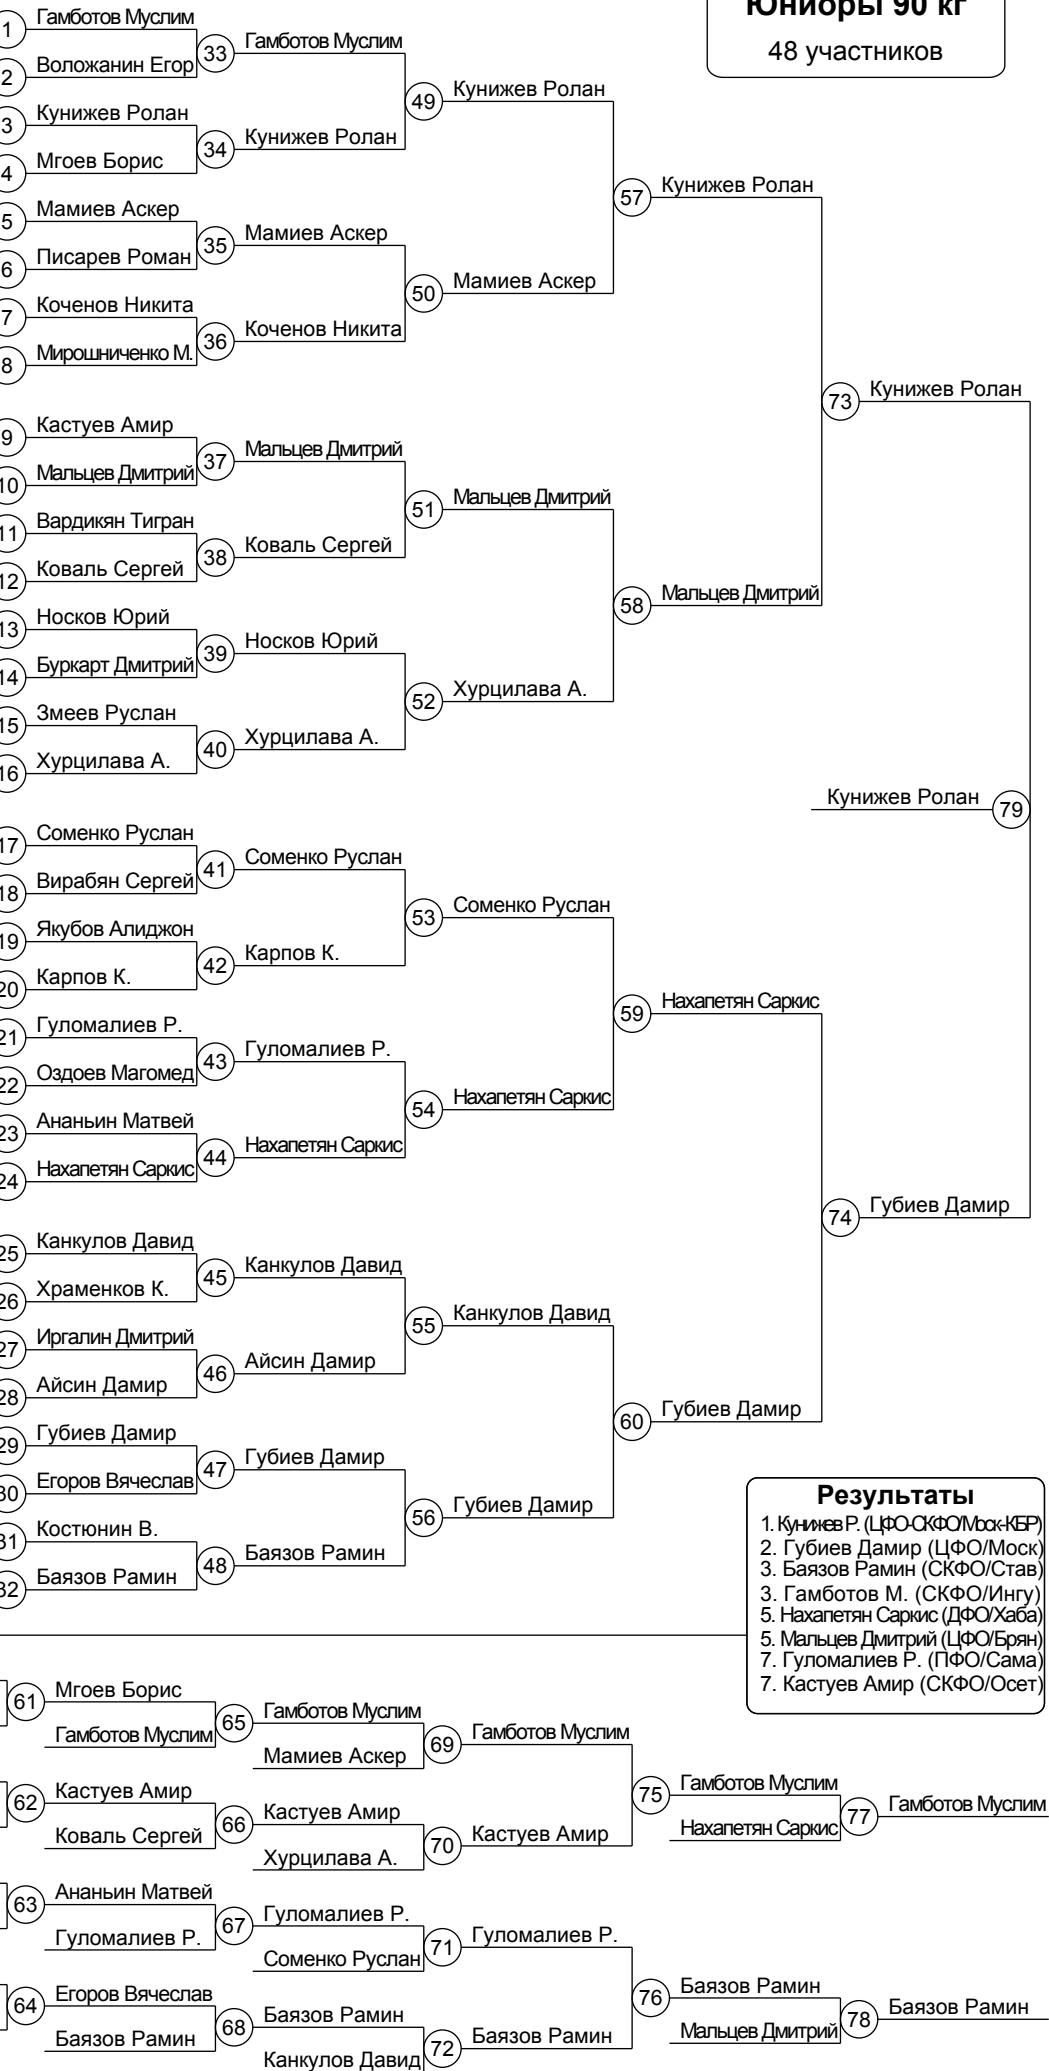 Юниоры 90 кг
48 участников
1 Гамботов Муслим
33 Гамботов Муслим
2 Воложанин Егор
49 Кунижев Ролан
3 Кунижев Ролан
34 Кунижев Ролан
4 Мгоев Борис
57 Кунижев Ролан
5 Мамиев Аскер
35 Мамиев Аскер
6 Писарев Роман
50 Мамиев Аскер
7 Коченов Никита
36 Коченов Никита
8 Мирошниченко М.
73 Кунижев Ролан
9 Кастуев Амир
37 Мальцев Дмитрий
10 Мальцев Дмитрий
51 Мальцев Дмитрий
11 Вардикян Тигран
38 Коваль Сергей
12 Коваль Сергей
58 Мальцев Дмитрий
13 Носков Юрий
39 Носков Юрий
14 Буркарт Дмитрий
52 Хурцилава А.
15 Змеев Руслан
40 Хурцилава А.
16 Хурцилава А.
Кунижев Ролан 79
17 Соменко Руслан
41 Соменко Руслан
18 Вирабян Сергей
53 Соменко Руслан
19 Якубов Алиджон
42 Карпов К.
20 Карпов К.
59 Нахапетян Саркис
21 Гуломалиев Р.
43 Гуломалиев Р.
22 Оздоев Магомед
54 Нахапетян Саркис
23 Ананьин Матвей
44 Нахапетян Саркис
24 Нахапетян Саркис
74 Губиев Дамир
25 Канкулов Давид
45 Канкулов Давид
26 Храменков К.
55 Канкулов Давид
27 Иргалин Дмитрий
46 Айсин Дамир
28 Айсин Дамир
60 Губиев Дамир
29 Губиев Дамир
47 Губиев Дамир
30 Егоров Вячеслав
56 Губиев Дамир
31 Костюнин В.
48 Баязов Рамин
32 Баязов Рамин
Результаты
1. Кунижев Р. (ЦФО-СКФО/Моск-КБР)
2. Губиев Дамир (ЦФО/Моск)
3. Баязов Рамин (СКФО/Став)
3. Гамботов М. (СКФО/Ингу)
5. Нахапетян Саркис (ДФО/Хаба)
5. Мальцев Дмитрий (ЦФО/Брян)
7. Гуломалиев Р. (ПФО/Сама)
7. Кастуев Амир (СКФО/Осет)
61 Мгоев Борис
65 Гамботов Муслим
Гамботов Муслим
69 Гамботов Муслим
Мамиев Аскер
75 Гамботов Муслим
62 Кастуев Амир
77 Гамботов Муслим
66 Кастуев Амир
Нахапетян Саркис
Коваль Сергей
70 Кастуев Амир
Хурцилава А.
63 Ананьин Матвей
67 Гуломалиев Р.
Гуломалиев Р.
71 Гуломалиев Р.
Соменко Руслан
76 Баязов Рамин
64 Егоров Вячеслав
78 Баязов Рамин
68 Баязов Рамин
Мальцев Дмитрий
Баязов Рамин
72 Баязов Рамин
Канкулов Давид